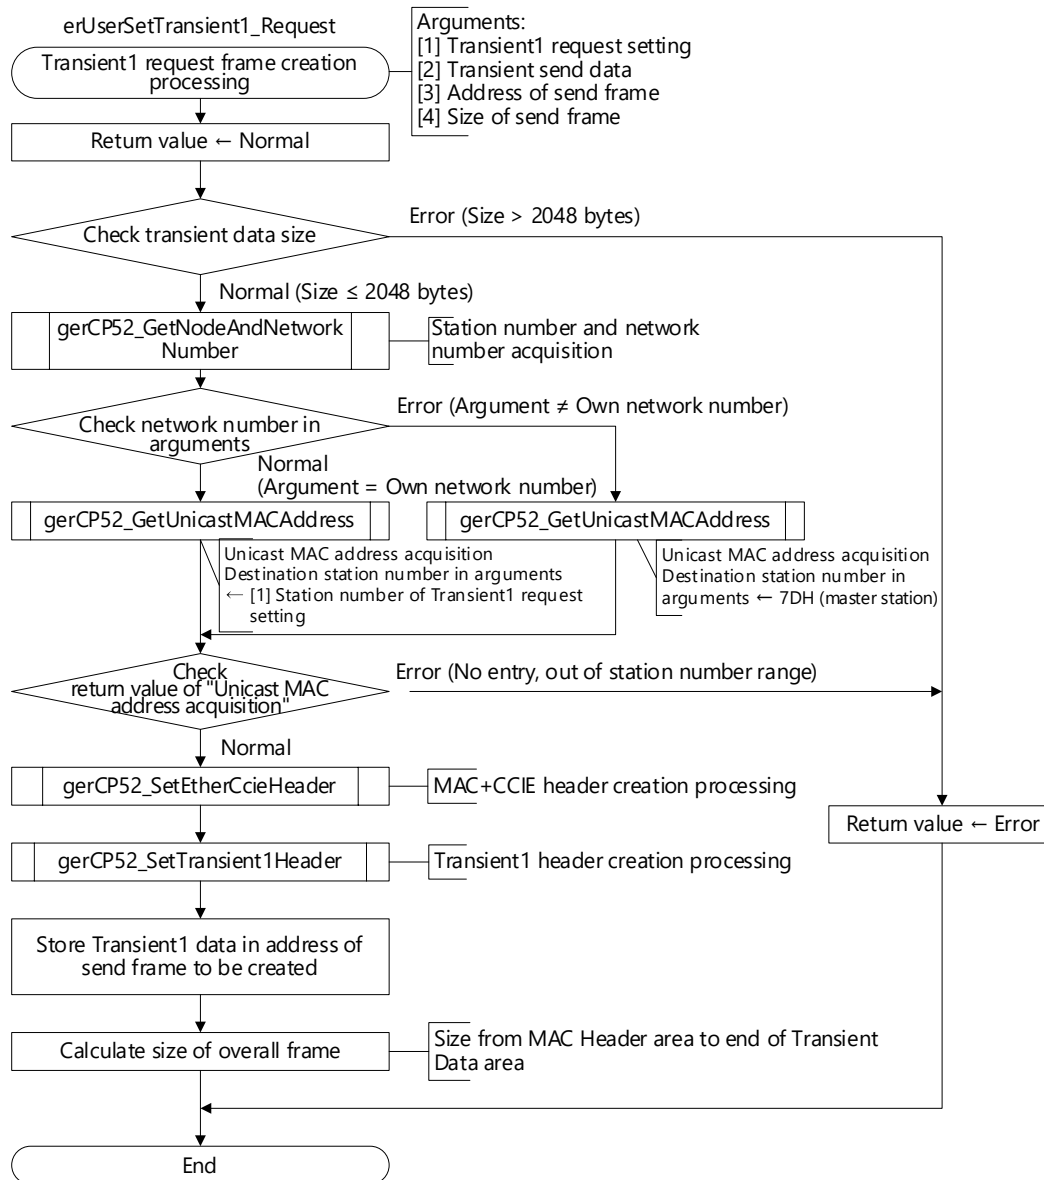 erUserSetTransient1_Request
Transient1 request frame creation
processing
Arguments:
[1] Transient1 request setting
[2] Transient send data
[3] Address of send frame
[4] Size of send frame
Return value ← Normal
Check transient data size
Error (Size > 2048 bytes)
Normal (Size ≤ 2048 bytes)
gerCP52_GetNodeAndNetwork
Number
Station number and network
number acquisition
Check network number in
arguments
Error (Argument ≠ Own network number)
Normal
(Argument = Own network number)
gerCP52_GetUnicastMACAddress
gerCP52_GetUnicastMACAddress
Unicast MAC address acquisition
Destination station number in arguments
← [1] Station number of Transient1 request
setting
Unicast MAC address acquisition
Destination station number in
arguments ← 7DH (master station)
Check
return value of "Unicast MAC
address acquisition"
Error (No entry, out of station number range)
Normal
gerCP52_SetEtherCcieHeader
MAC+CCIE header creation processing
Return value ← Error
gerCP52_SetTransient1Header
Transient1 header creation processing
Store Transient1 data in address of
send frame to be created
Calculate size of overall frame
Size from MAC Header area to end of Transient
Data area
End